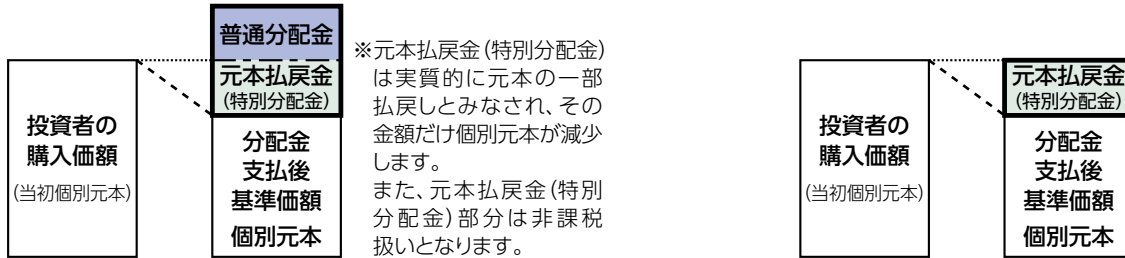 投資者の
購入価額
(当初個別元本)
普通分配金
元本払戻金
(特別分配金)
分配金
支払後
基準価額
個別元本
※元本払戻金(特別分配金)
は実質的に元本の一部
払戻しとみなされ、その
金額だけ個別元本が減少
します。
また、元本払戻金(特別
分配金)部分は非課税
扱いとなります。
投資者の
購入価額
(当初個別元本)
元本払戻金
(特別分配金)
分配金
支払後
基準価額
個別元本